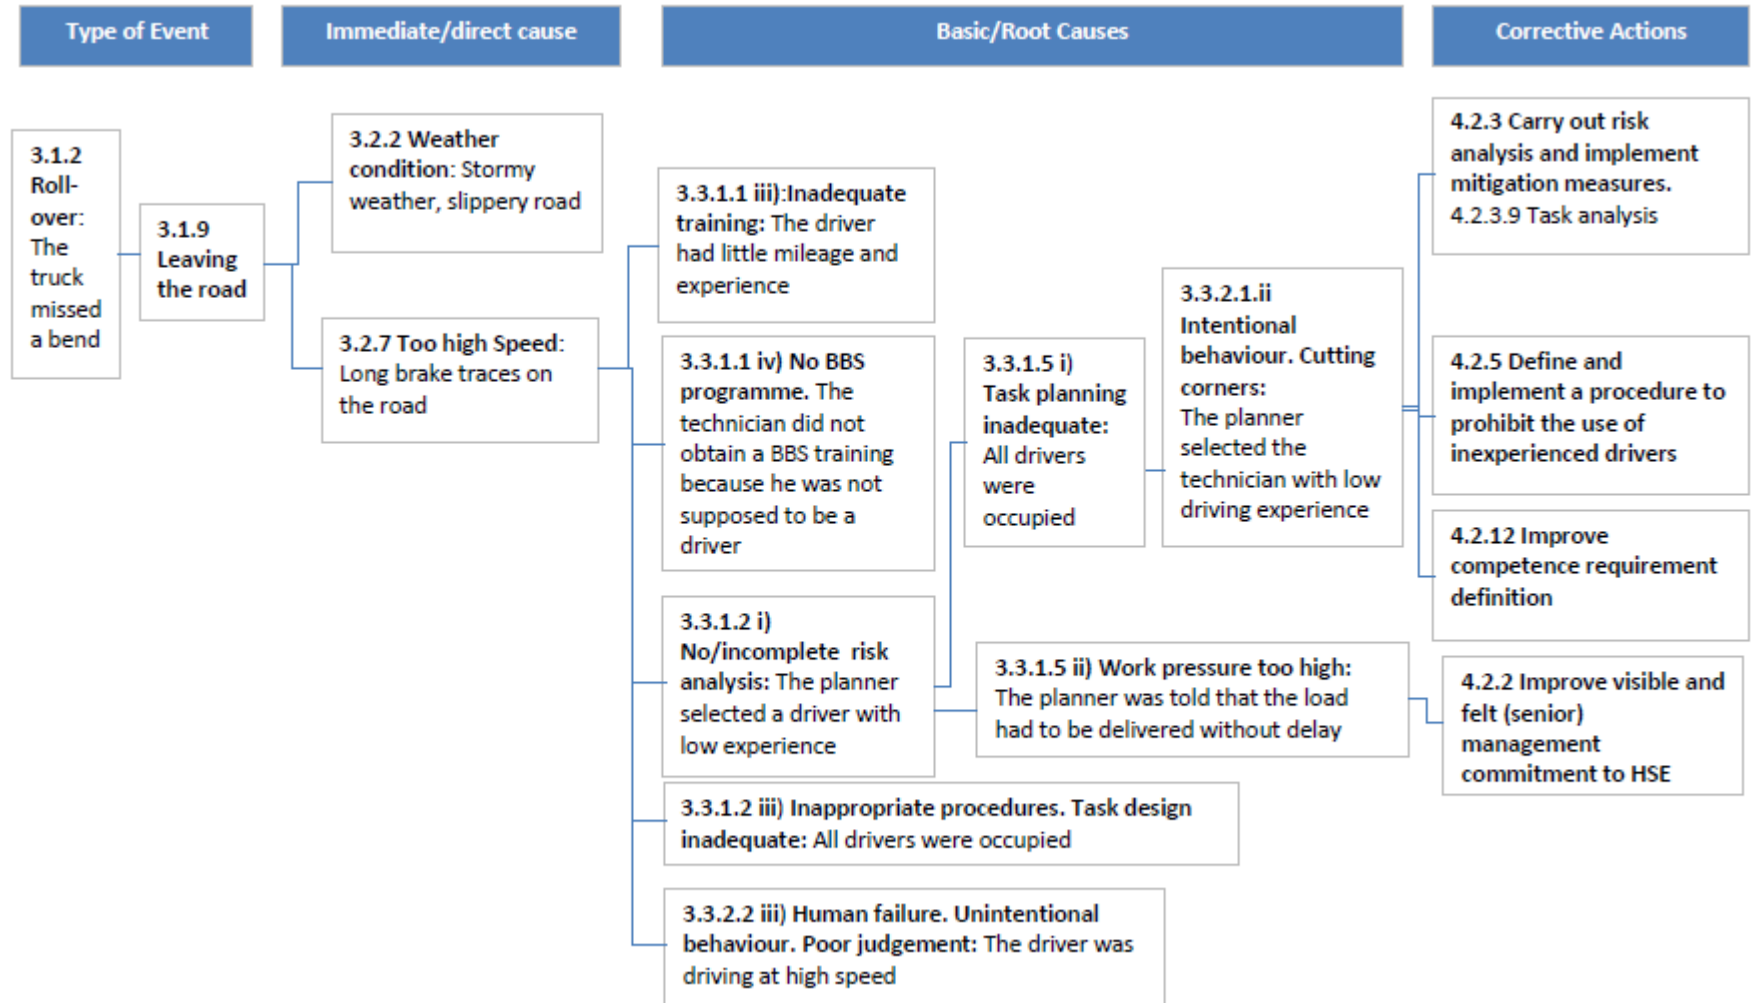 Type of Event
Immediate/direct cause
Basic/Root Causes
Corrective Actions
3.1.2
Roll-
over:
The
truck
missed
a bend
3.1.9
Leaving
the road
3.2.2 Weather
condition: Stormy
weather, slippery road
3.2.7 Too high Speed:
Long brake traces on
the road
3.3.1.1 iii):Inadequate
training: The driver
had little mileage and
experience
3.3.1.1 iv) No BBS
programme. The
technician did not
obtain a BBS training
because he was not
supposed to be a
driver
3.3.1.2 i)
No/incomplete risk
analysis: The planner
selected a driver with
low experience
3.3.1.2 iii) Inappropriate procedures. Task design
inadequate: All drivers were occupied
3.3.2.2 iii) Human failure. Unintentional
behaviour. Poor judgement: The driver was
driving at high speed
3.3.1.5 i)
Task planning
inadequate:
All drivers
were
occupied
3.3.1.5 ii) Work pressure too high:
The planner was told that the load
had to be delivered without delay
3.3.2.1.ii
Intentional
behaviour. Cutting
corners:
The planner
selected the
technician with low
driving experience
4.2.3 Carry out risk
analysis and implement
mitigation measures.
4.2.3.9 Task analysis
4.2.5 Define and
implement a procedure to
prohibit the use of
inexperienced drivers
4.2.12 Improve
competence requirement
definition
4.2.2 Improve visible and
felt (senior)
management
commitment to HSE